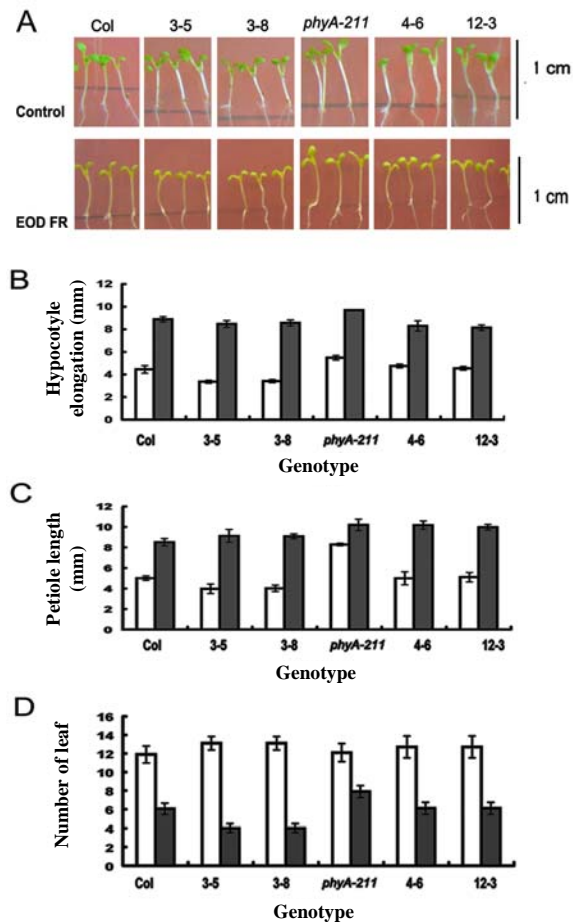 A
Col 3-5 3-8 phyA-211 4-6 12-3
Control
1 cm
EOD FR
1 cm
B
Hypocotyle
elongation (mm)
12
10
8
6
4
2
0
Col 3-5 3-8 phyA-211 4-6 12-3
Genotype
C
Petiole length
(mm)
12
10
8
6
4
2
0
Col 3-5 3-8 phyA-211 4-6 12-3
Genotype
D
Number of leaf
16
14
12
10
8
6
4
2
0
Col 3-5 3-8 phyA-211 4-6 12-3
Genotype